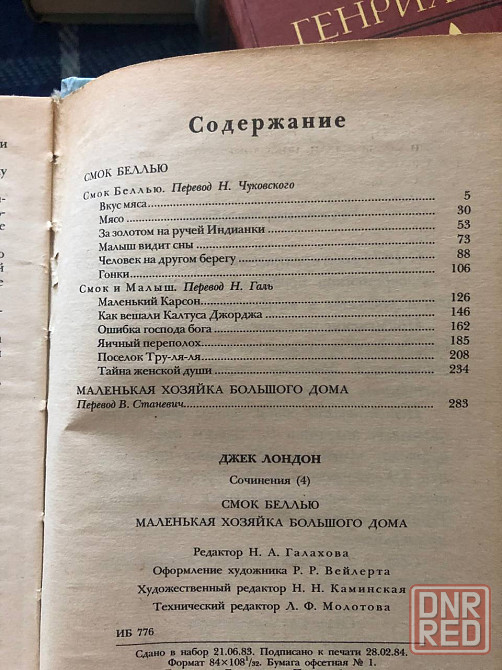 ГЕНРИ
Содержание
СМОК БЕЛЛЬЮ
Смок Беллью. Перевод Н. Чуковского
Вкус мяса 5
Мясо 30
За золотом на ручей Индианки 53
Малыш видит сны 73
Человек на другом берегу 88
Гонки 106
Смок и Малыш. Перевод Н. Галь
Маленький Карсон 126
Как вешали Калтуса Джорджа 146
Ошибка господа бога 162
Яичный переполох 185
Поселок Тру-ля-ля 208
Тайна женской души 234
МАЛЕНЬКАЯ ХОЗЯЙКА БОЛЬШОГО ДОМА
Перевод В. Станевич 283
ДЖЕК ЛОНДОН
Сочинения (4)
СМОК БЕЛЛЬЮ
МАЛЕНЬКАЯ ХОЗЯЙКА БОЛЬШОГО ДОМА
Редактор Н. А. Галахова
Оформление художника Р. Р. Вейлерта
Художественный редактор Н. Н. Каминская
Технический редактор Л. Ф. Молотова
ИБ 776
Сдано в набор 21.06.83. Подписано к печати 28.02.84.
Формат 84×108¹/₃₂. Бумага офсетная № 1.
DNR
RED